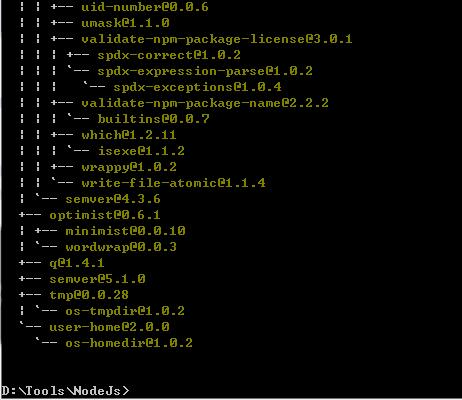 ¦ ¦ +-- uid-number@0.0.6
¦ ¦ +-- umask@1.1.0
¦ ¦ +-- validate-npm-package-license@3.0.1
¦ ¦ ¦ +-- spdx-correct@1.0.2
¦ ¦ ¦ `-- spdx-expression-parse@1.0.2
¦ ¦ ¦   `-- spdx-exceptions@1.0.4
¦ ¦ +-- validate-npm-package-name@2.2.2
¦ ¦ ¦ `-- builtins@0.0.7
¦ ¦ +-- which@1.2.11
¦ ¦ ¦ `-- isexe@1.1.2
¦ ¦ +-- wrappy@1.0.2
¦ ¦ `-- write-file-atomic@1.1.4
¦ `-- semver@4.3.6
+-- optimist@0.6.1
¦ +-- minimist@0.0.10
¦ `-- wordwrap@0.0.3
+-- q@1.4.1
+-- semver@5.1.0
+-- tmp@0.0.28
¦ `-- os-tmpdir@1.0.2
`-- user-home@2.0.0
  `-- os-homedir@1.0.2
D:\Tools\NodeJs>